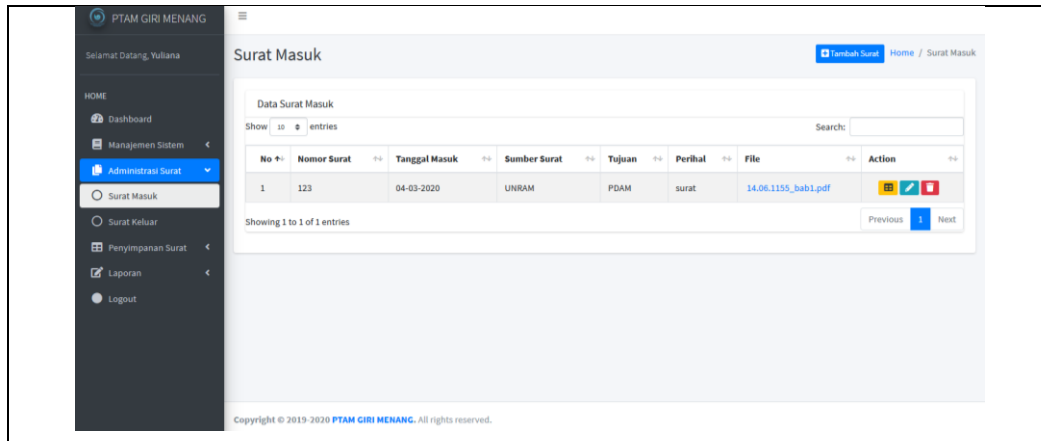 PTAM GIRI MENANG
Selamat Datang, Yuliana
HOME
Dashboard
Manajemen Sistem
Administrasi Surat
Surat Masuk
Surat Keluar
Penyimpanan Surat
Laporan
Logout
Surat Masuk
Tambah Surat Home / Surat Masuk
Data Surat Masuk
Show 10 entries Search:
No Nomor Surat Tanggal Masuk Sumber Surat Tujuan Perihal File Action
1 123 04-03-2020 UNRAM PDAM surat 14.06.1155_bab1.pdf
Showing 1 to 1 of 1 entries Previous 1 Next
Copyright © 2019-2020 PTAM GIRI MENANG. All rights reserved.